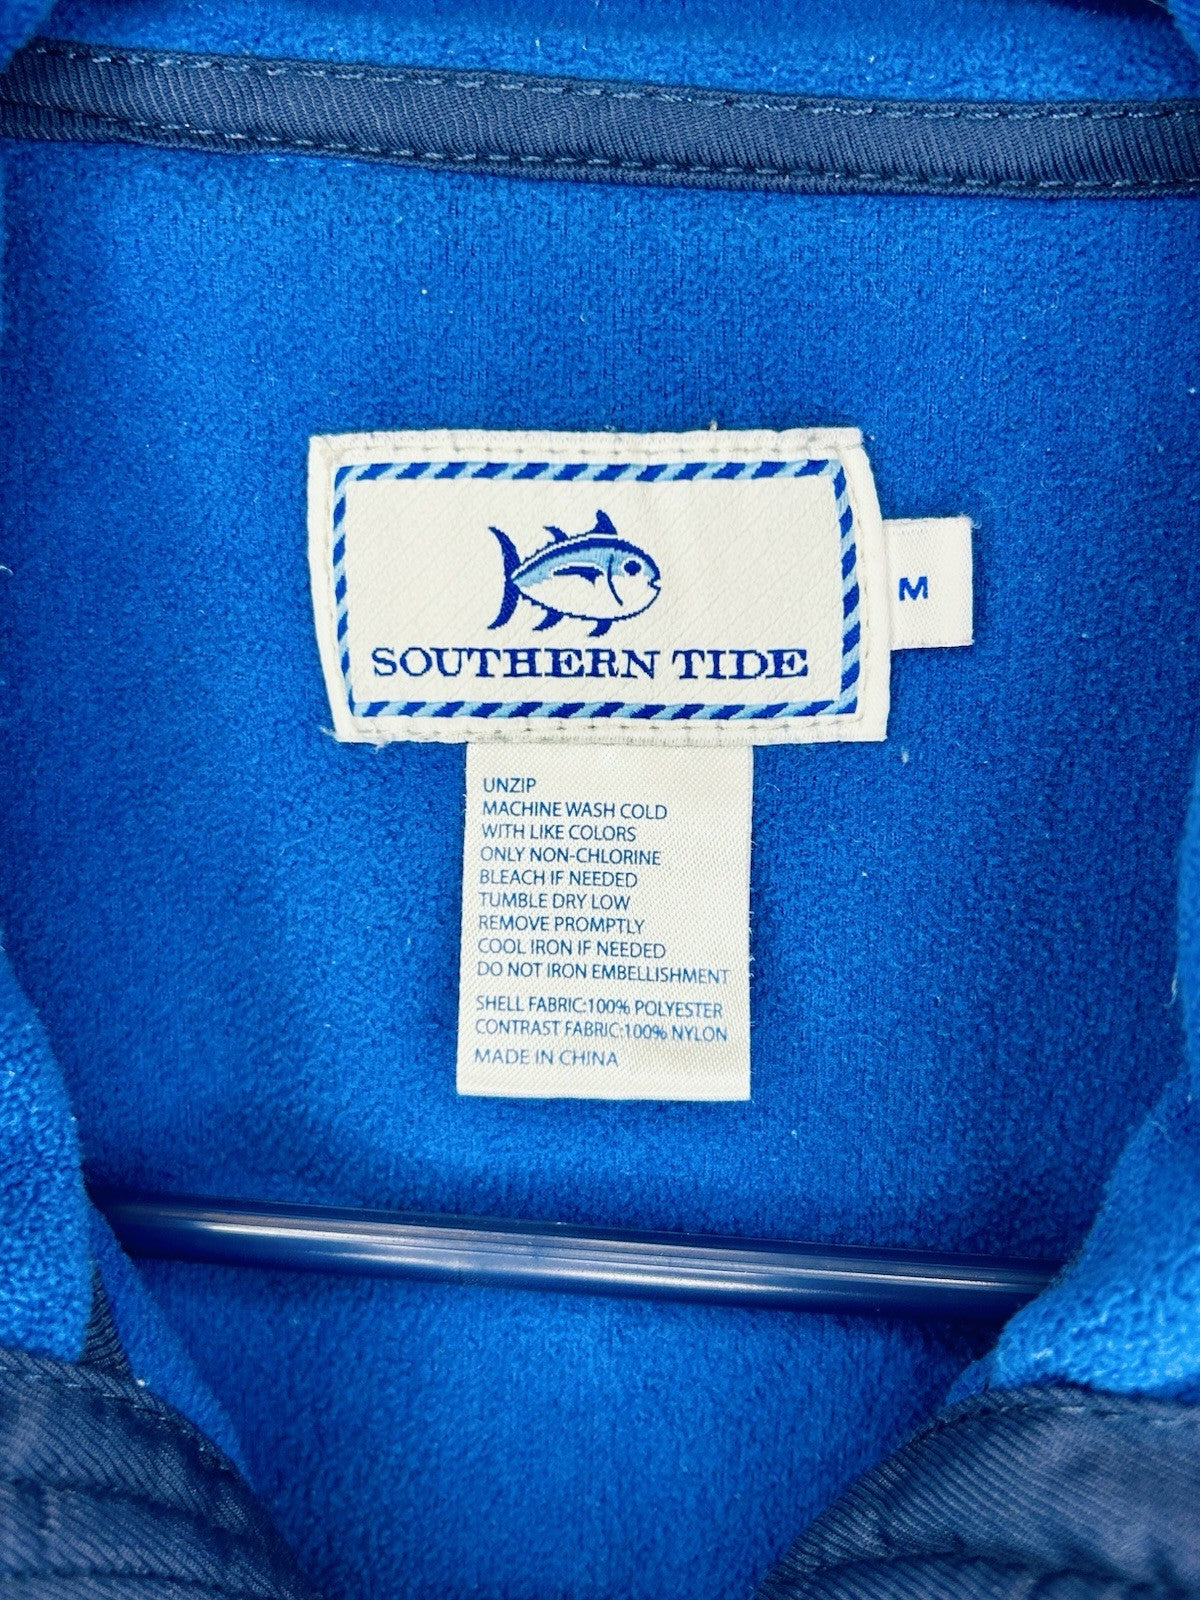 SOUTHERN TIDE
M
UNZIP
MACHINE WASH COLD
WITH LIKE COLORS
ONLY NON-CHLORINE
BLEACH IF NEEDED
TUMBLE DRY LOW
REMOVE PROMPTLY
COOL IRON IF NEEDED
DO NOT IRON EMBELLISHMENT
SHELL FABRIC:100% POLYESTER
CONTRAST FABRIC:100% NYLON
MADE IN CHINA